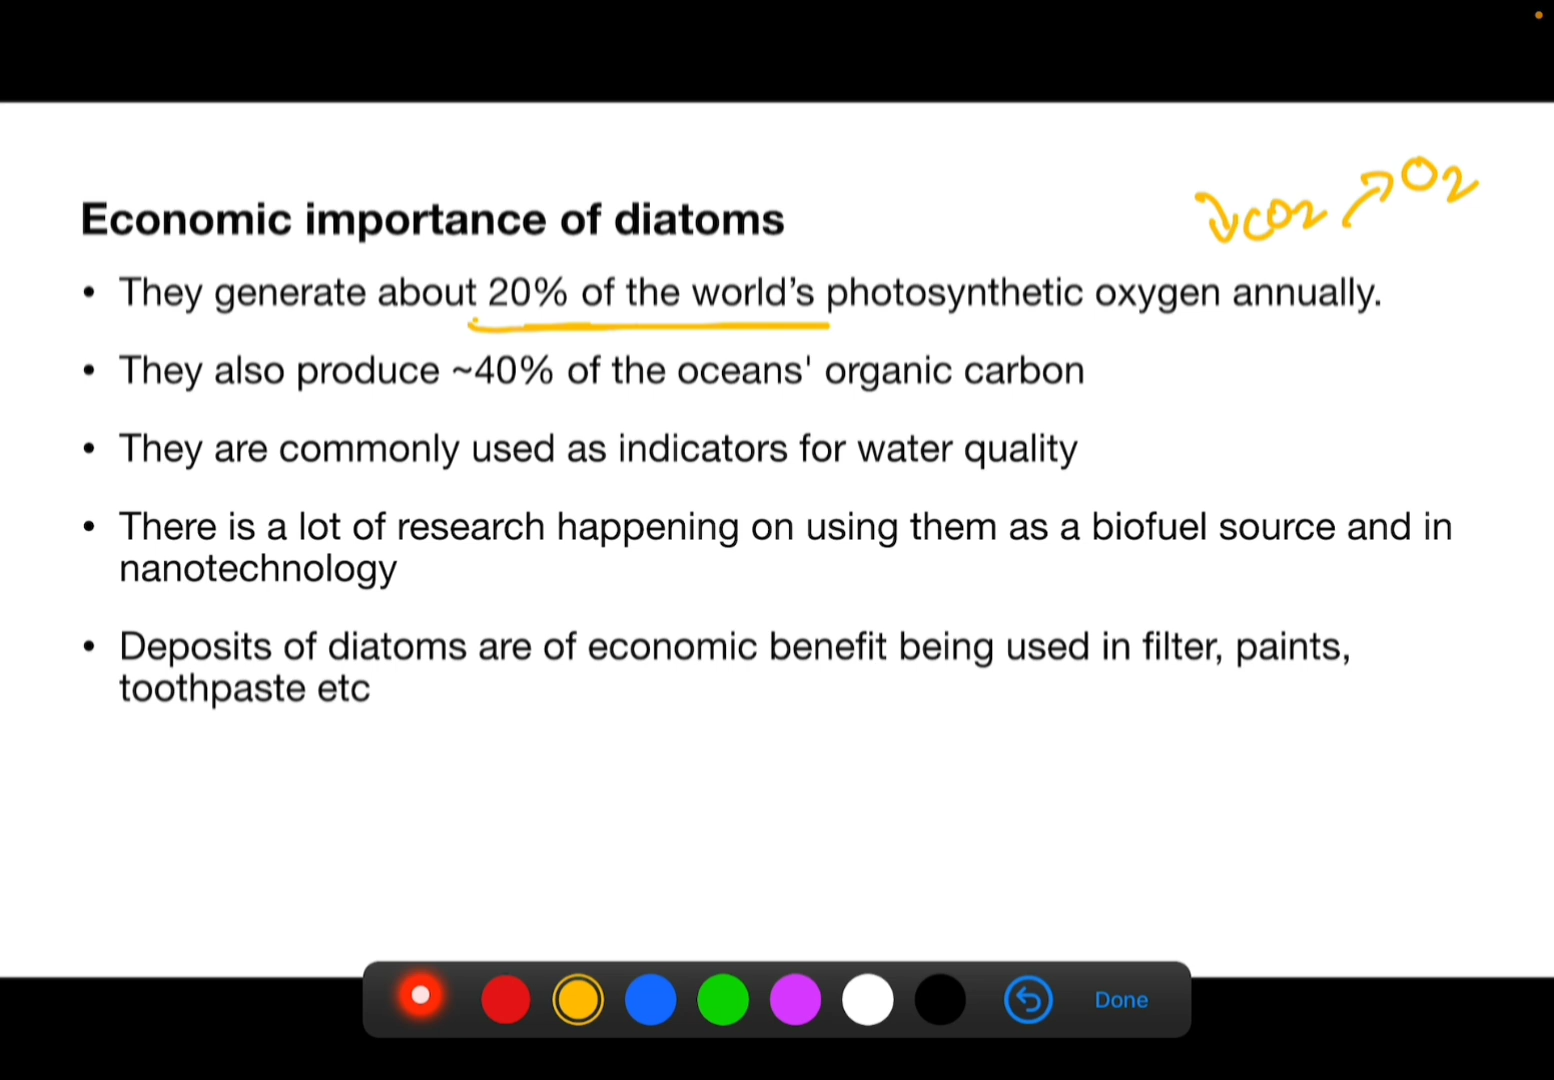 ↓CO2 ↗O2
Economic importance of diatoms
• They generate about 20% of the world's photosynthetic oxygen annually.
• They also produce ~40% of the oceans' organic carbon
• They are commonly used as indicators for water quality
• There is a lot of research happening on using them as a biofuel source and in
nanotechnology
• Deposits of diatoms are of economic benefit being used in filter, paints,
toothpaste etc
Done